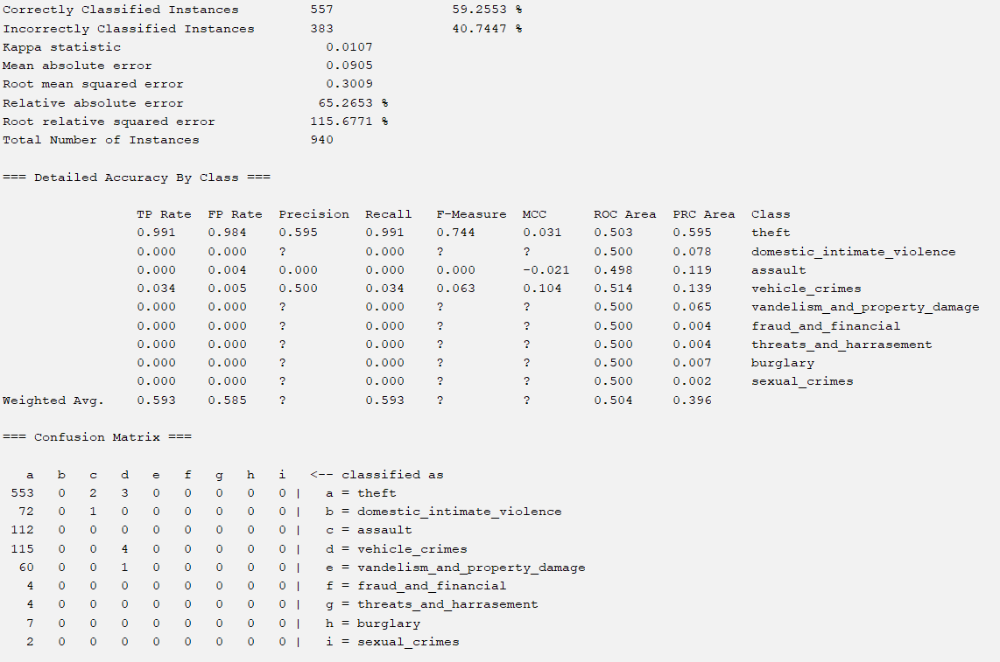 Correctly Classified Instances 557 59.2553 %
Incorrectly Classified Instances 383 40.7447 %
Kappa statistic 0.0107
Mean absolute error 0.0905
Root mean squared error 0.3009
Relative absolute error 65.2653 %
Root relative squared error 115.6771 %
Total Number of Instances 940
=== Detailed Accuracy By Class ===
TP Rate FP Rate Precision Recall F-Measure MCC ROC Area PRC Area Class
0.991 0.984 0.595 0.991 0.744 0.031 0.503 0.595 theft
0.000 0.000 ? 0.000 ? ? 0.500 0.078 domestic_intimate_violence
0.000 0.004 0.000 0.000 0.000 -0.021 0.498 0.119 assault
0.034 0.005 0.500 0.034 0.063 0.104 0.514 0.139 vehicle_crimes
0.000 0.000 ? 0.000 ? ? 0.500 0.065 vandelism_and_property_damage
0.000 0.000 ? 0.000 ? ? 0.500 0.004 fraud_and_financial
0.000 0.000 ? 0.000 ? ? 0.500 0.004 threats_and_harrasement
0.000 0.000 ? 0.000 ? ? 0.500 0.007 burglary
0.000 0.000 ? 0.000 ? ? 0.500 0.002 sexual_crimes
Weighted Avg. 0.593 0.585 ? 0.593 ? ? 0.504 0.396
=== Confusion Matrix ===
a b c d e f g h i <-- classified as
553 0 2 3 0 0 0 0 0 | a = theft
72 0 1 0 0 0 0 0 0 | b = domestic_intimate_violence
112 0 0 0 0 0 0 0 0 | c = assault
115 0 0 4 0 0 0 0 0 | d = vehicle_crimes
60 0 0 1 0 0 0 0 0 | e = vandelism_and_property_damage
4 0 0 0 0 0 0 0 0 | f = fraud_and_financial
4 0 0 0 0 0 0 0 0 | g = threats_and_harrasement
7 0 0 0 0 0 0 0 0 | h = burglary
2 0 0 0 0 0 0 0 0 | i = sexual_crimes